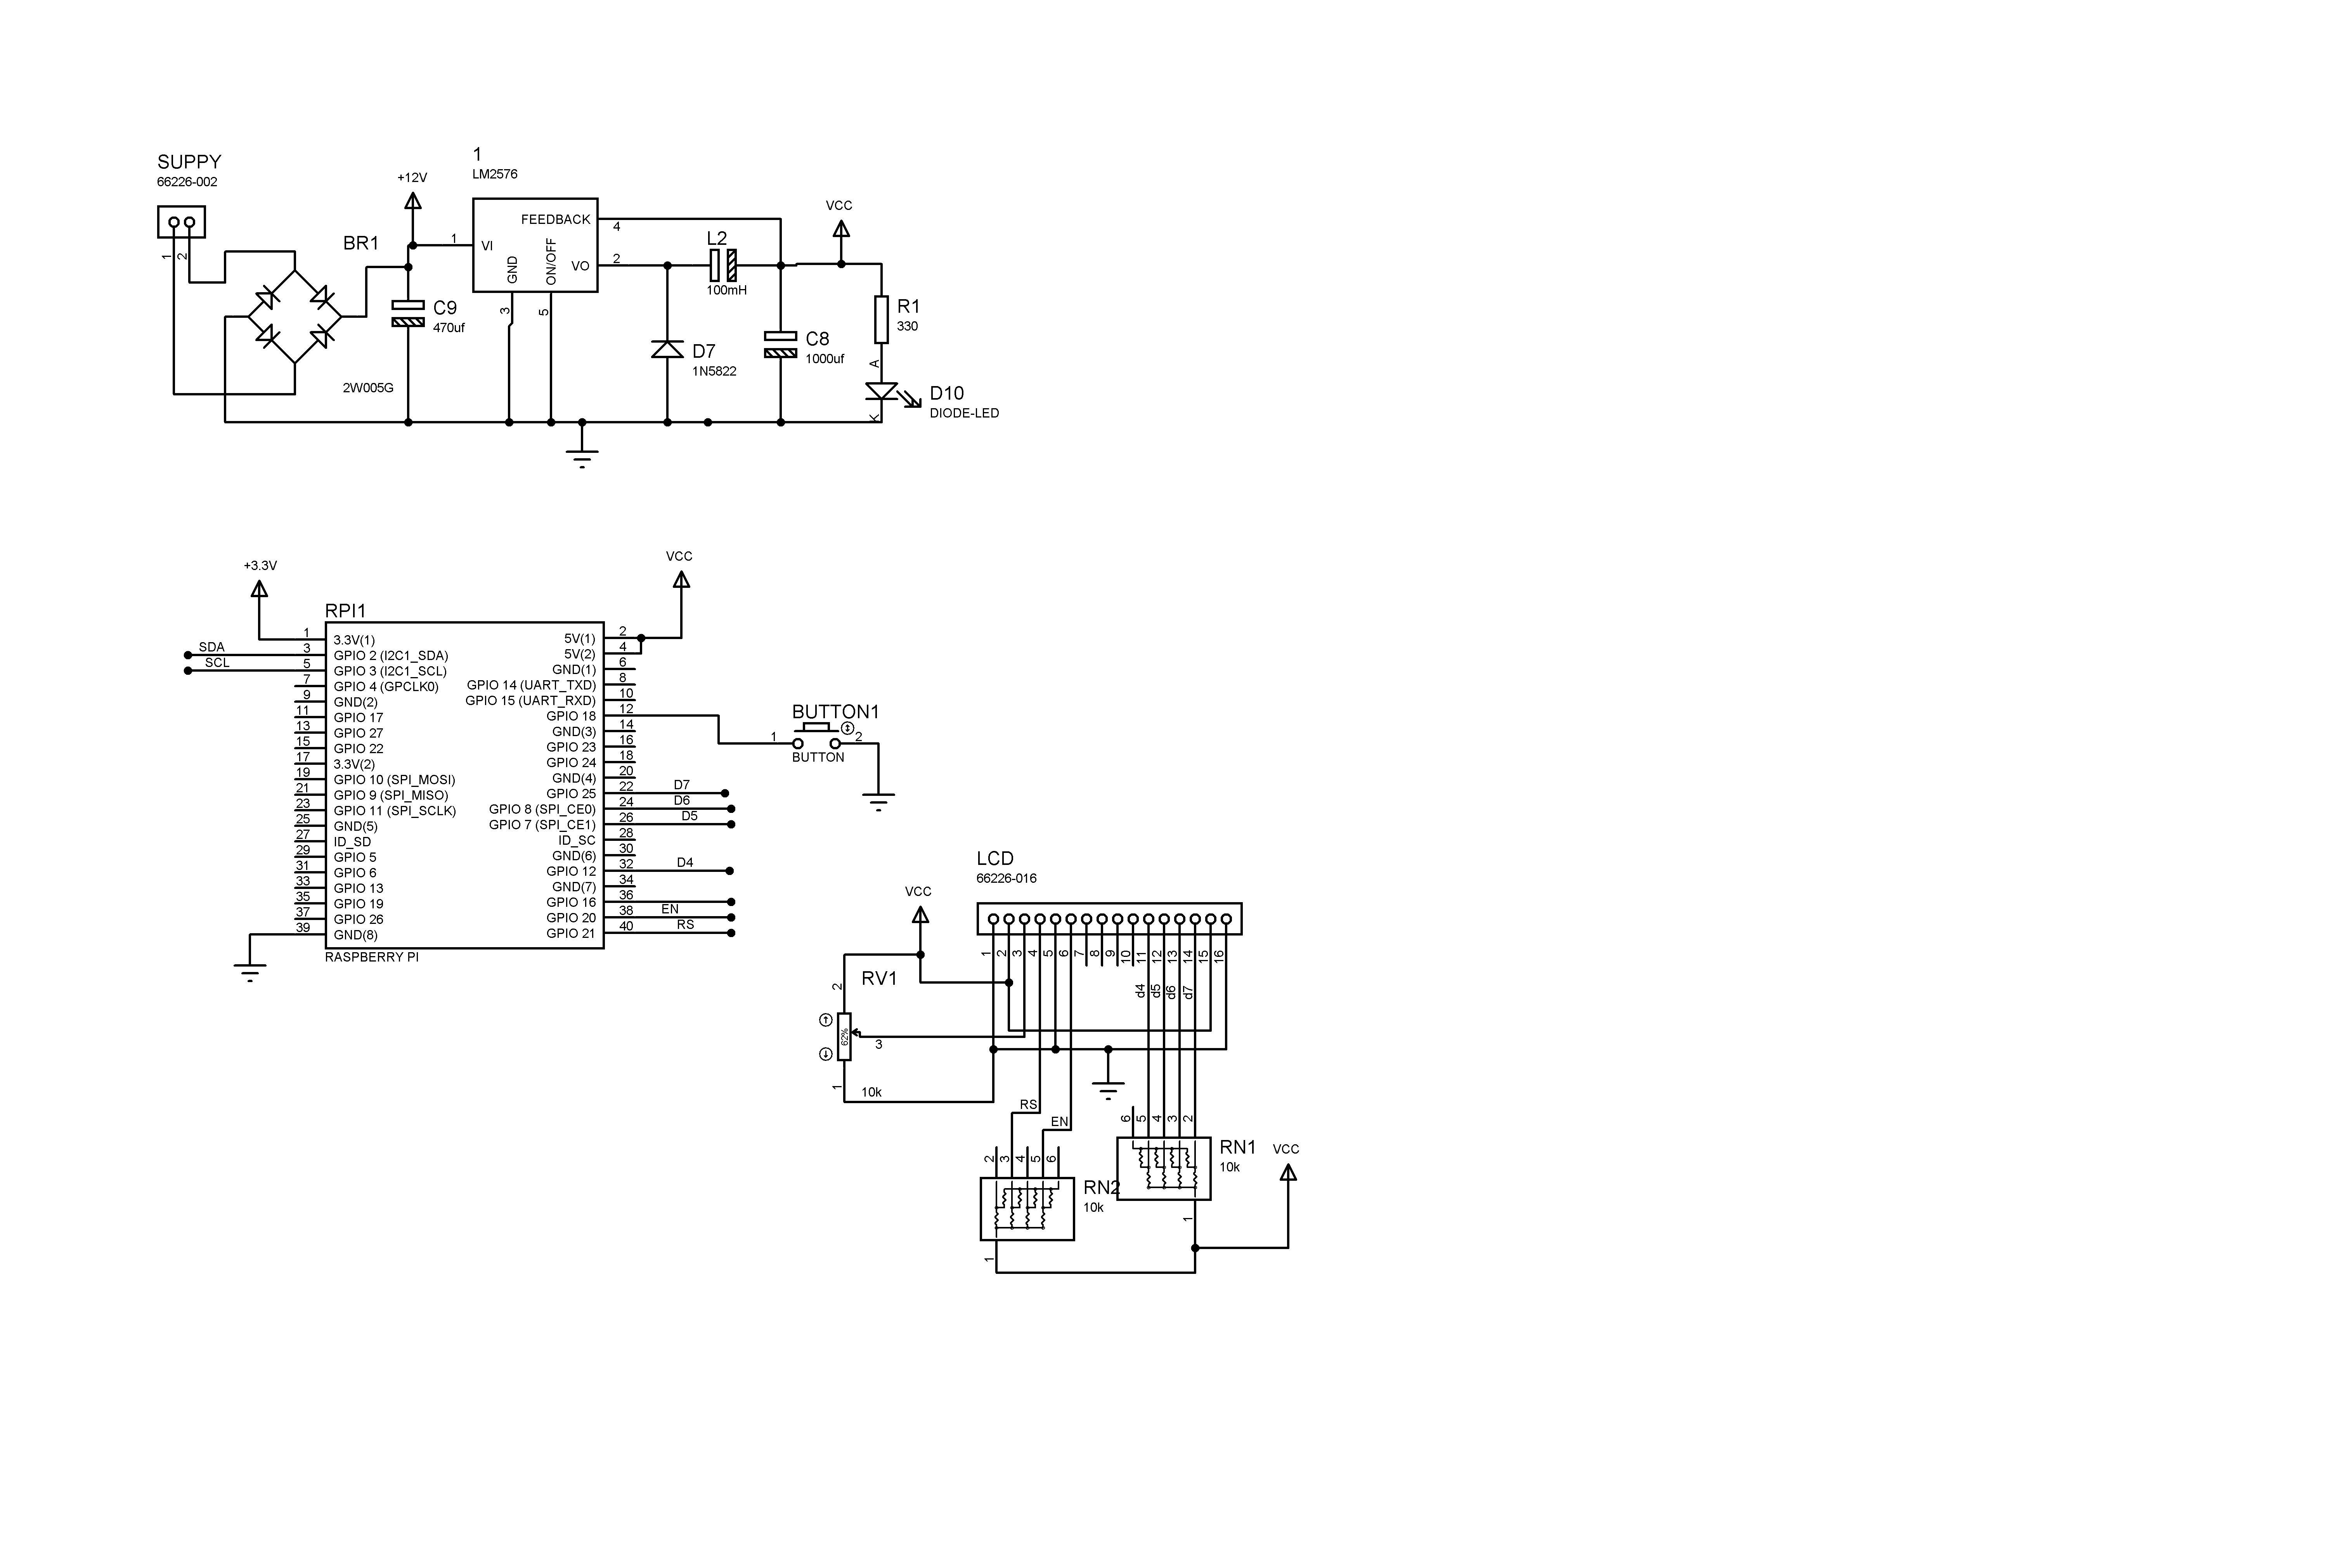 SUPPY
66226-002
1
2
BR1
2W005G
+12V
C9
470uf
1
LM2576
1
VI
FEEDBACK
4
GND
ON/OFF
VO
2
3
5
L2
100mH
D7
1N5822
C8
1000uf
VCC
R1
330
A
K
D10
DIODE-LED
+3.3V
VCC
RPI1
SDA
SCL
1 3.3V(1)
3 GPIO 2 (I2C1_SDA)
5 GPIO 3 (I2C1_SCL)
7 GPIO 4 (GPCLK0)
9 GND(2)
11 GPIO 17
13 GPIO 27
15 GPIO 22
17 3.3V(2)
19 GPIO 10 (SPI_MOSI)
21 GPIO 9 (SPI_MISO)
23 GPIO 11 (SPI_SCLK)
25 GND(5)
27 ID_SD
29 GPIO 5
31 GPIO 6
33 GPIO 13
35 GPIO 19
37 GPIO 26
39 GND(8)
5V(1) 2
5V(2) 4
GND(1) 6
GPIO 14 (UART_TXD) 8
GPIO 15 (UART_RXD) 10
GPIO 18 12
GND(3) 14
GPIO 23 16
GPIO 24 18
GND(4) 20
GPIO 25 22 D7
GPIO 8 (SPI_CE0) 24 D6
GPIO 7 (SPI_CE1) 26 D5
ID_SC 28
GND(6) 30
GPIO 12 32 D4
GND(7) 34
GPIO 16 36
GPIO 20 38 EN
GPIO 21 40 RS
RASPBERRY PI
BUTTON1
1
2
BUTTON
LCD
66226-016
VCC
1 2 3 4 5 6 7 8 9 10 11 12 13 14 15 16
d4 d5 d6 d7
RV1
2
62%
3
1
10k
RS
EN
2 3 4 5 6
RN2
10k
1
6 5 4 3 2
RN1
10k
1
VCC